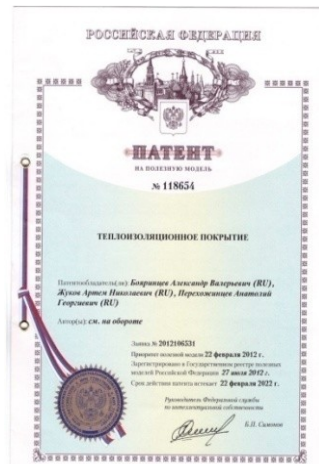 РОССИЙСКАЯ ФЕДЕРАЦИЯ
ПАТЕНТ
НА ПОЛЕЗНУЮ МОДЕЛЬ
№ 118654
ТЕПЛОИЗОЛЯЦИОННОЕ ПОКРЫТИЕ
Патентообладатель(ли): Бояринцев Александр Валерьевич (RU),
Жуков Артем Николаевич (RU), Перехожинцев Анатолий
Георгиевич (RU)
Автор(ы): см. на обороте
Заявка № 2012106531
Приоритет полезной модели 22 февраля 2012 г.
Зарегистрировано в Государственном реестре полезных
моделей Российской Федерации 27 июля 2012 г.
Срок действия патента истекает 22 февраля 2022 г.
Руководитель Федеральной службы
по интеллектуальной собственности
Б.П. Симонов